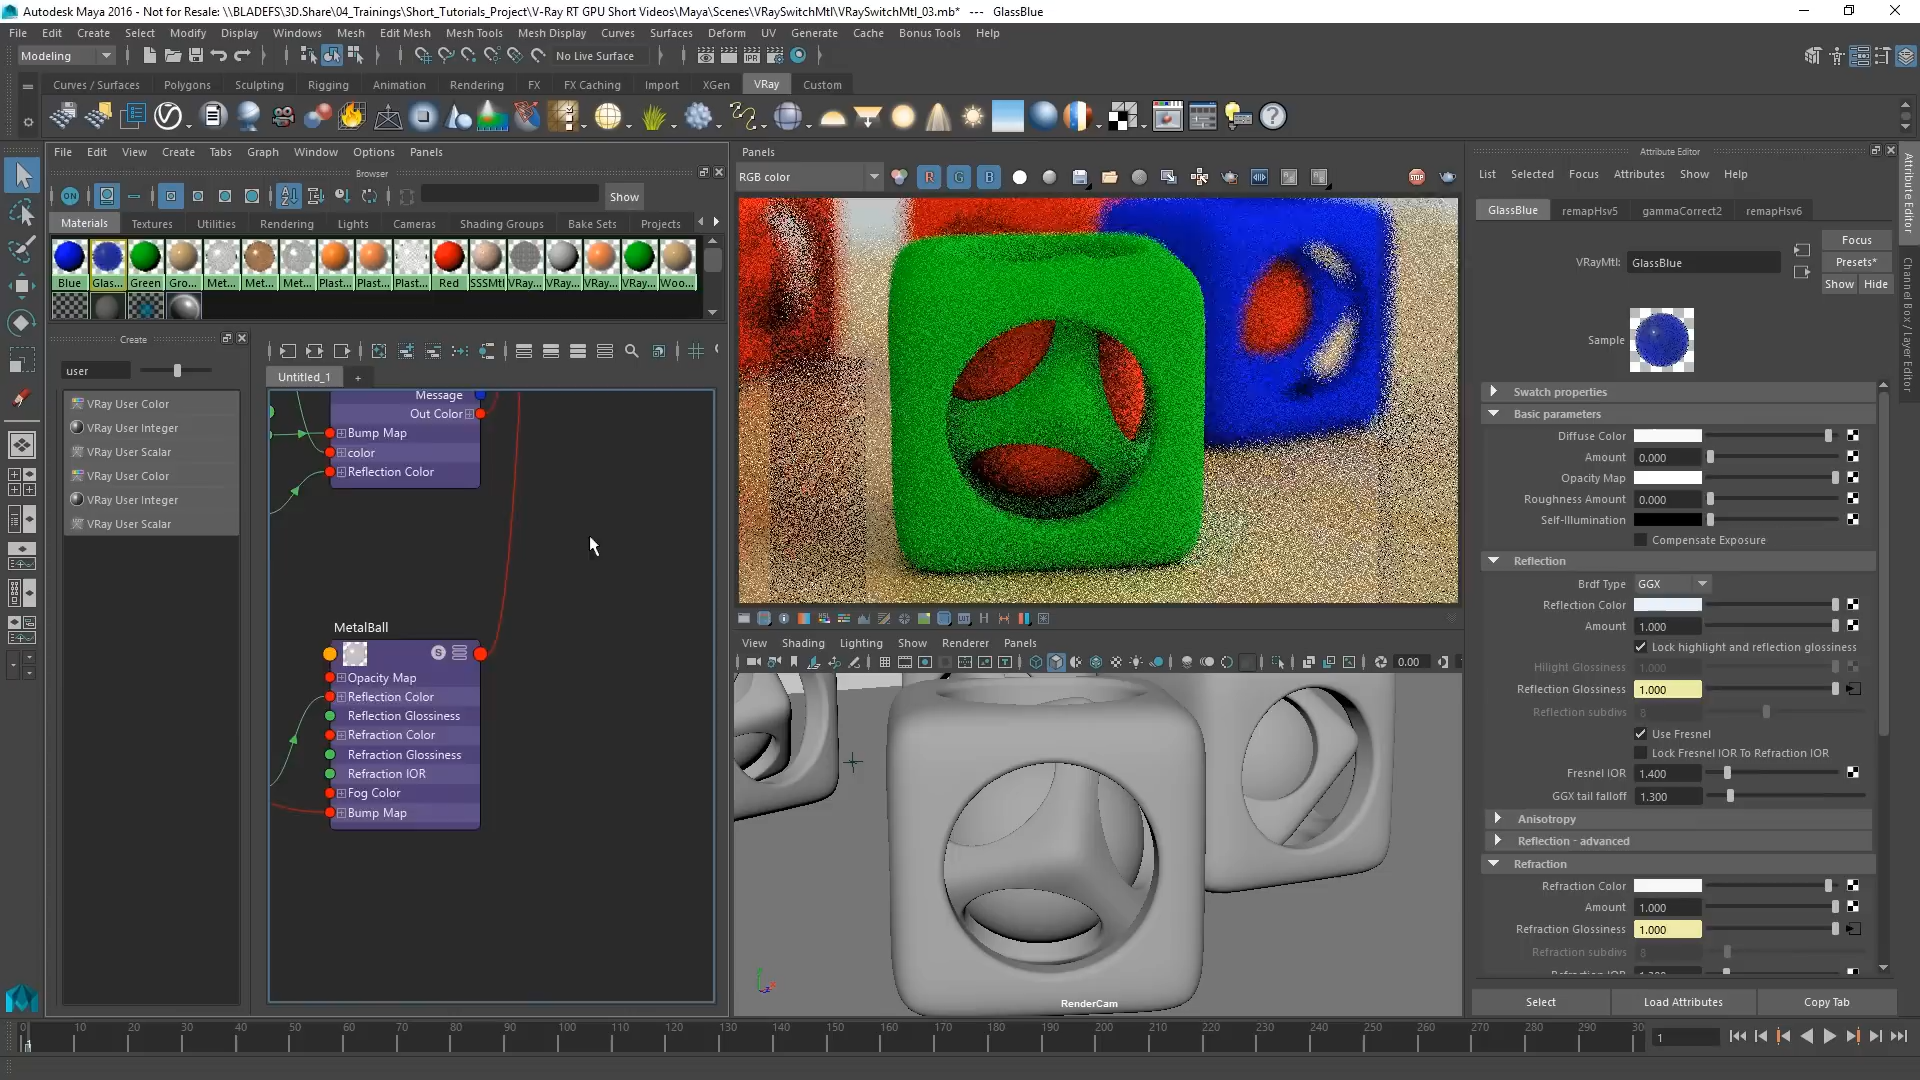 Autodesk Maya 2016 - Not for Resale: \\BLADEFS\3D.Share\04_Trainings\Short_Tutorials_Project\V-Ray RT GPU Short Videos\Maya\Scenes\VRaySwitchMtl\VRaySwitchMtl_03.mb* --- GlassBlue
File Edit Create Select Modify Display Windows Mesh Edit Mesh Mesh Tools Mesh Display Curves Surfaces Deform UV Generate Cache Bonus Tools Help
Modeling No Live Surface
Curves / Surfaces Polygons Sculpting Rigging Animation Rendering FX FX Caching Import XGen VRay Custom
File Edit View Create Tabs Graph Window Options Panels
Browser
ON Show
Materials Textures Utilities Rendering Lights Cameras Shading Groups Bake Sets Projects
Blue Glas... Green Gro... Met... Met... Met... Plast... Plast... Plast... Red SSSMtl VRay... VRay... VRay... VRay... Woo...
Create
user
VRay User Color
VRay User Integer
VRay User Scalar
VRay User Color
VRay User Integer
VRay User Scalar
Untitled_1 +
Message
Out Color
Bump Map
color
Reflection Color
MetalBall
S
Opacity Map
Reflection Color
Reflection Glossiness
Refraction Color
Refraction Glossiness
Refraction IOR
Fog Color
Bump Map
Panels
RGB color R G B STOP
View Shading Lighting Show Renderer Panels
0.00
RenderCam
Attribute Editor
List Selected Focus Attributes Show Help
GlassBlue remapHsv5 gammaCorrect2 remapHsv6
Focus
VRayMtl: GlassBlue Presets*
Show Hide
Sample
Swatch properties
Basic parameters
Diffuse Color
Amount 0.000
Opacity Map
Roughness Amount 0.000
Self-Illumination
Compensate Exposure
Reflection
Brdf Type GGX
Reflection Color
Amount 1.000
Lock highlight and reflection glossiness
Hilight Glossiness 1.000
Reflection Glossiness 1.000
Reflection subdivs 8
Use Fresnel
Lock Fresnel IOR To Refraction IOR
Fresnel IOR 1.400
GGX tail falloff 1.300
Anisotropy
Reflection - advanced
Refraction
Refraction Color
Amount 1.000
Refraction Glossiness 1.000
Refraction subdivs 8
Select Load Attributes Copy Tab
Attribute Editor
Channel Box / Layer Editor
0 10 20 30 40 50 60 70 80 90 100 110 120 130 140 150 160 170 180 190 200 210 220 230 240 250 260 270 280 290 30
1